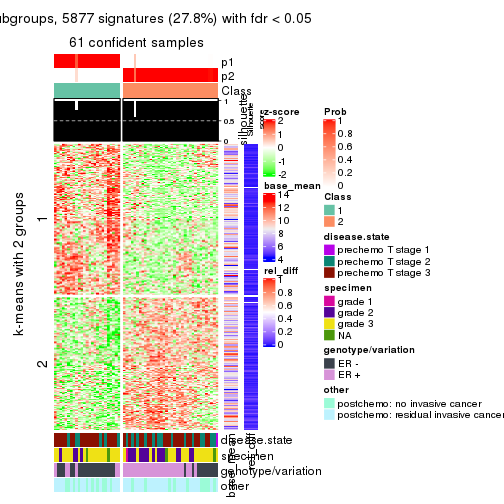 ubgroups, 5877 signatures (27.8%) with fdr < 0.05
61 confident samples
p1
p2
Class
1
0.5
0
silhouette
score
k-means with 2 groups
1
2
z-score
2
1
0
-1
-2
base_mean
14
12
10
8
6
4
rel_diff
1
0.8
0.6
0.4
0.2
0
Prob
1
0.8
0.6
0.4
0.2
0
Class
1
2
disease.state
prechemo T stage 1
prechemo T stage 2
prechemo T stage 3
specimen
grade 1
grade 2
grade 3
NA
genotype/variation
ER -
ER +
other
postchemo: no invasive cancer
postchemo: residual invasive cancer
disease.state
specimen
genotype/variation
other
base_mean
rel_diff